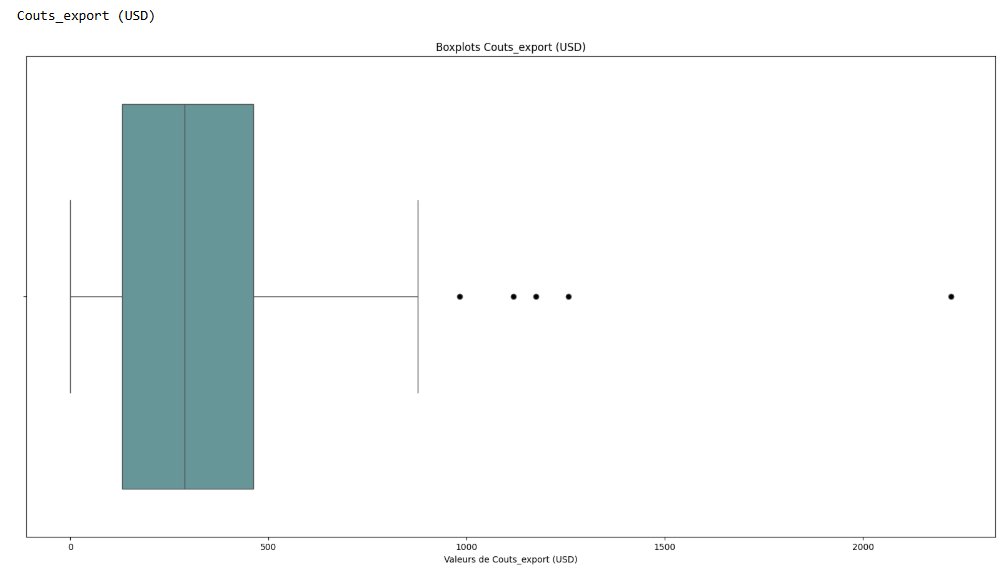 Couts_export (USD)
Boxplots Couts_export (USD)
0 500 1000 1500 2000
Valeurs de Couts_export (USD)